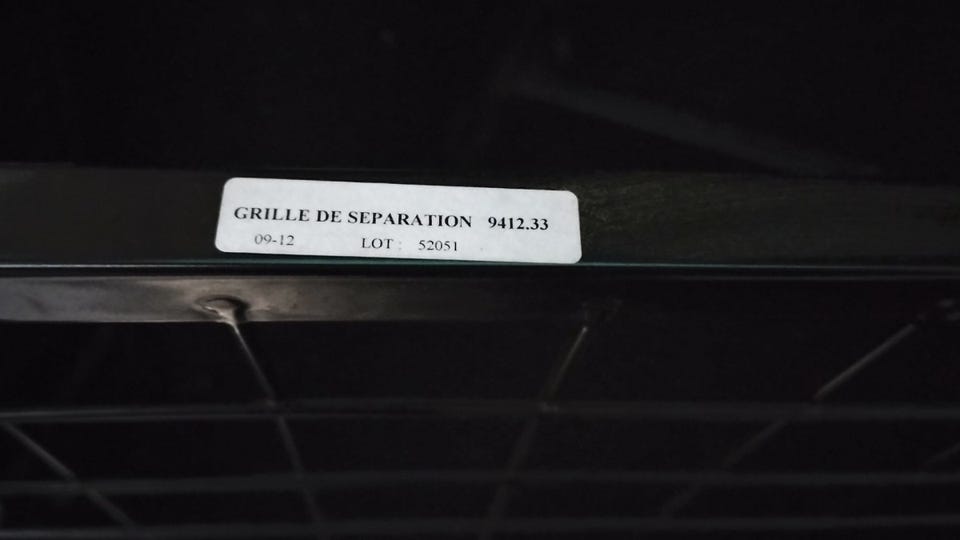 GRILLE DE SEPARATION 9412.33
09-12 LOT : 52051